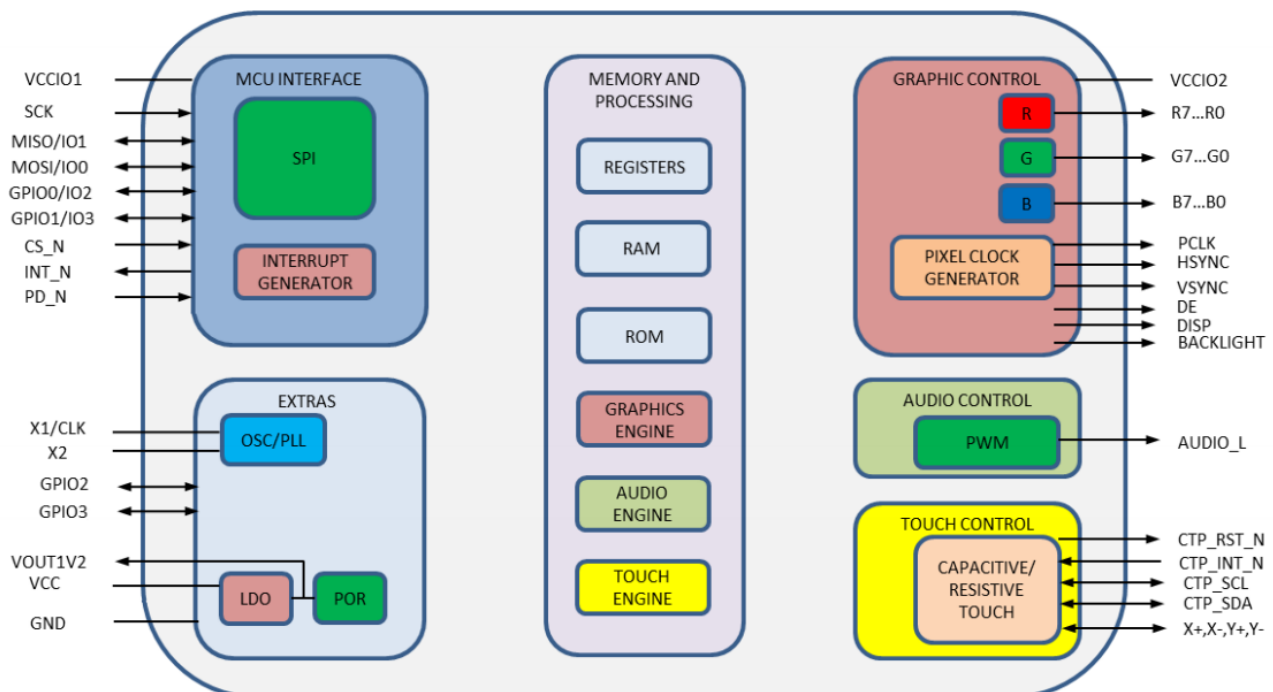 VCCIO1
SCK
MISO/IO1
MOSI/IO0
GPIO0/IO2
GPIO1/IO3
CS_N
INT_N
PD_N
MCU INTERFACE
SPI
INTERRUPT
GENERATOR
X1/CLK
X2
GPIO2
GPIO3
VOUT1V2
VCC
GND
EXTRAS
OSC/PLL
LDO
POR
MEMORY AND
PROCESSING
REGISTERS
RAM
ROM
GRAPHICS
ENGINE
AUDIO
ENGINE
TOUCH
ENGINE
GRAPHIC CONTROL
R
G
B
PIXEL CLOCK
GENERATOR
VCCIO2
R7...R0
G7...G0
B7...B0
PCLK
HSYNC
VSYNC
DE
DISP
BACKLIGHT
AUDIO CONTROL
PWM
AUDIO_L
TOUCH CONTROL
CAPACITIVE/
RESISTIVE
TOUCH
CTP_RST_N
CTP_INT_N
CTP_SCL
CTP_SDA
X+,X-,Y+,Y-